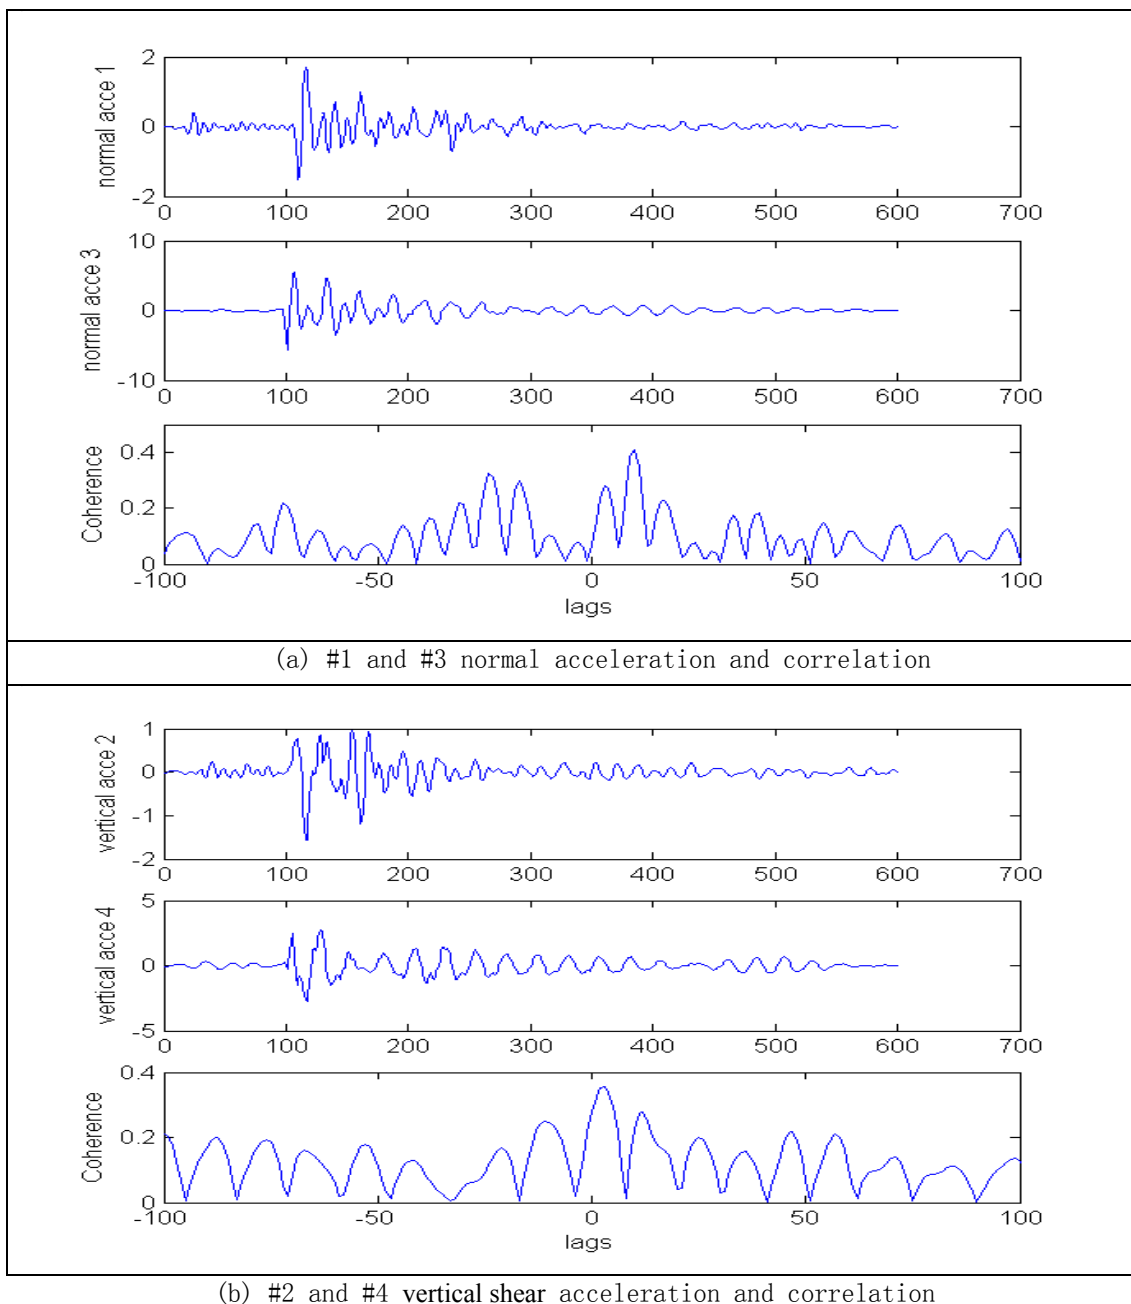 normal acce 1
2
0
-2
0 100 200 300 400 500 600 700
normal acce 3
10
0
-10
0 100 200 300 400 500 600 700
Coherence
0.4
0.2
0
-100 -50 0 50 100
lags
(a) #1 and #3 normal acceleration and correlation
vertical acce 2
1
0
-1
-2
0 100 200 300 400 500 600 700
vertical acce 4
5
0
-5
0 100 200 300 400 500 600 700
Coherence
0.4
0.2
0
-100 -50 0 50 100
lags
(b) #2 and #4 vertical shear acceleration and correlation